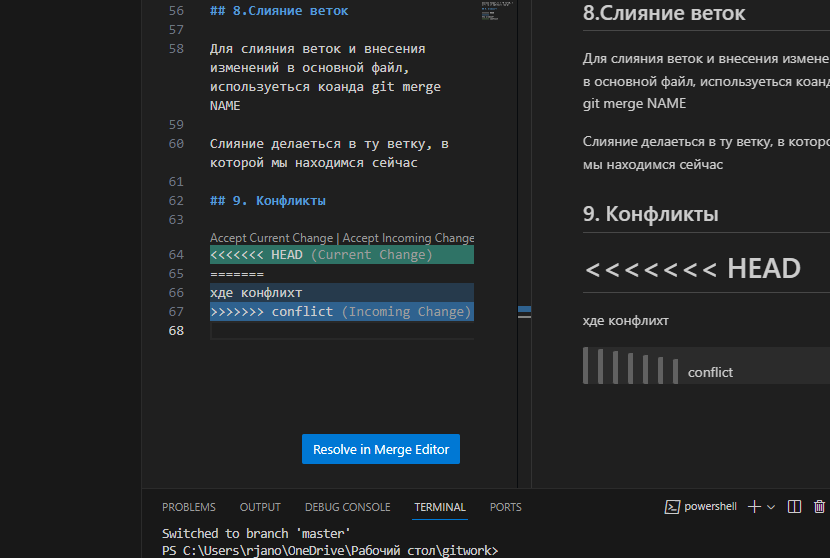 56 ## 8.Слияние веток
57
58 Для слияния веток и внесения
изменений в основной файл,
используеться коанда git merge
NAME
59
60 Слияние делаеться в ту ветку, в
которой мы находимся сейчас
61
62 ## 9. Конфликты
63
Accept Current Change | Accept Incoming Change
64 <<<<<<< HEAD (Current Change)
65 =======
66 хде конфлихт
67 >>>>>>> conflict (Incoming Change)
68
Resolve in Merge Editor
8.Слияние веток
Для слияния веток и внесения измене
в основной файл, используеться коанд
git merge NAME
Слияние делаеться в ту ветку, в которо
мы находимся сейчас
9. Конфликты
<<<<<<< HEAD
хде конфлихт
conflict
PROBLEMS OUTPUT DEBUG CONSOLE TERMINAL PORTS powershell
Switched to branch 'master'
PS C:\Users\rjano\OneDrive\Рабочий стол\gitwork>